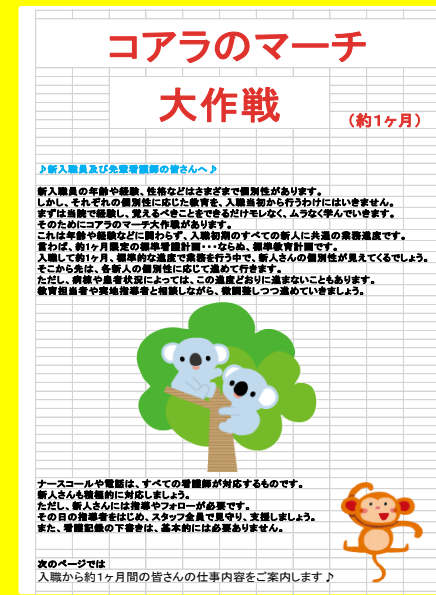 コアラのマーチ
大作戦
（約1ヶ月）
♪新入職員及び先輩看護師の皆さんへ♪
新入職員の年齢や経験、性格などはさまざまで個別性があります。
しかし、それぞれの個別性に応じた教育を、入職当初から行うわけにはいきません。
まずは当院で経験し、覚えるべきことをできるだけモレなく、ムラなく学んでいきます。
そのためにコアラのマーチ大作戦があります。
これは年齢や経験などに関わらず、入職初期のすべての新人に共通の業務進度です。
言わば、約1ヶ月限定の標準看護計画・・・ならぬ、標準教育計画です。
入職して約1ヶ月、標準的な進度で業務を行う中で、新人さんの個別性が見えてくるでしょう。
そこから先は、各新人の個別性に応じて進めて行きます。
ただし、病棟や患者状況によっては、この進度どおりに進まないこともあります。
教育担当者や実地指導者と相談しながら、微調整しつつ進めていきましょう。
ナースコールや電話は、すべての看護師が対応するものです。
新人さんも積極的に対応しましょう。
ただし、新人さんには指導やフォローが必要です。
その日の指導者をはじめ、スタッフ全員で見守り、支援しましょう。
また、看護記録の下書きは、基本的には必要ありません。
次のページでは
入職から約1ヶ月間の皆さんの仕事内容をご案内します♪